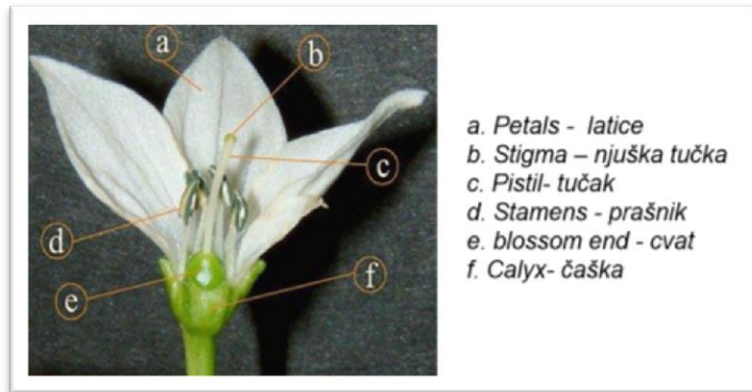 a
b
c
d
e
f
a. Petals - latice
b. Stigma – njuška tučka
c. Pistil- tučak
d. Stamens - prašnik
e. blossom end - cvat
f. Calyx- čaška